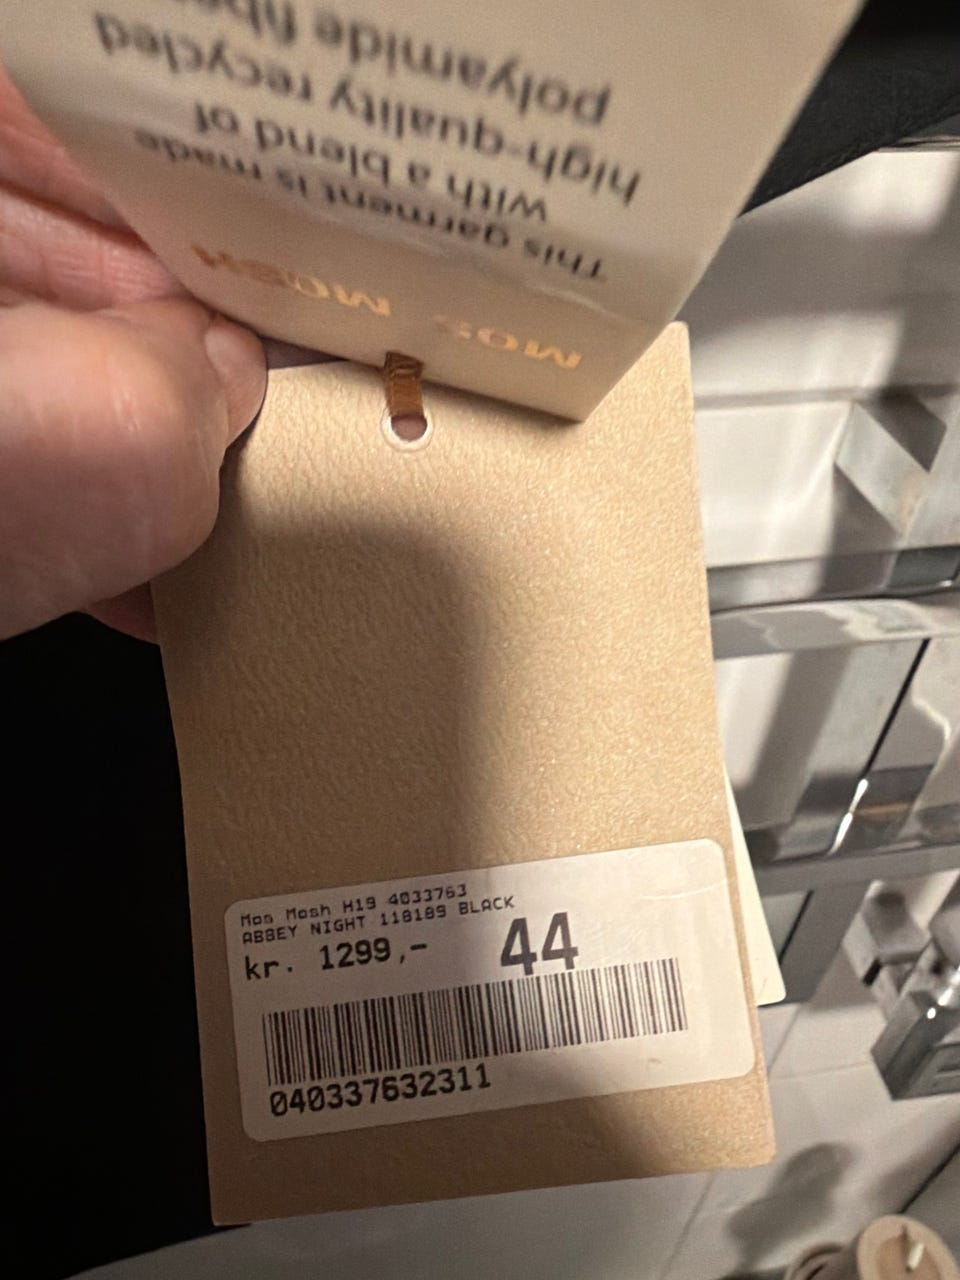 MOS MOSH
This garment is made
with a blend of
high-quality recycled
polyamide
Mos Mosh H19 4033763
ABBEY NIGHT 118189 BLACK
kr. 1299,- 44
040337632311